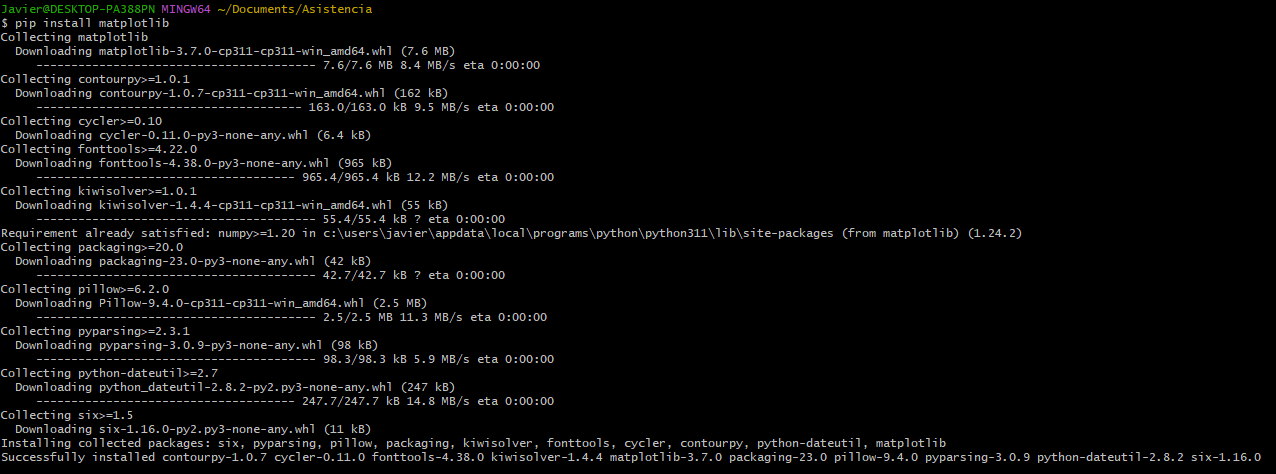 Javier@DESKTOP-PA388PN MINGW64 ~/Documents/Asistencia
$ pip install matplotlib
Collecting matplotlib
  Downloading matplotlib-3.7.0-cp311-cp311-win_amd64.whl (7.6 MB)
     ---------------------------------------- 7.6/7.6 MB 8.4 MB/s eta 0:00:00
Collecting contourpy>=1.0.1
  Downloading contourpy-1.0.7-cp311-cp311-win_amd64.whl (162 kB)
     -------------------------------------- 163.0/163.0 kB 9.5 MB/s eta 0:00:00
Collecting cycler>=0.10
  Downloading cycler-0.11.0-py3-none-any.whl (6.4 kB)
Collecting fonttools>=4.22.0
  Downloading fonttools-4.38.0-py3-none-any.whl (965 kB)
     ------------------------------------- 965.4/965.4 kB 12.2 MB/s eta 0:00:00
Collecting kiwisolver>=1.0.1
  Downloading kiwisolver-1.4.4-cp311-cp311-win_amd64.whl (55 kB)
     ---------------------------------------- 55.4/55.4 kB ? eta 0:00:00
Requirement already satisfied: numpy>=1.20 in c:\users\javier\appdata\local\programs\python\python311\lib\site-packages (from matplotlib) (1.24.2)
Collecting packaging>=20.0
  Downloading packaging-23.0-py3-none-any.whl (42 kB)
     ---------------------------------------- 42.7/42.7 kB ? eta 0:00:00
Collecting pillow>=6.2.0
  Downloading Pillow-9.4.0-cp311-cp311-win_amd64.whl (2.5 MB)
     ---------------------------------------- 2.5/2.5 MB 11.3 MB/s eta 0:00:00
Collecting pyparsing>=2.3.1
  Downloading pyparsing-3.0.9-py3-none-any.whl (98 kB)
     ---------------------------------------- 98.3/98.3 kB 5.9 MB/s eta 0:00:00
Collecting python-dateutil>=2.7
  Downloading python_dateutil-2.8.2-py2.py3-none-any.whl (247 kB)
     ------------------------------------- 247.7/247.7 kB 14.8 MB/s eta 0:00:00
Collecting six>=1.5
  Downloading six-1.16.0-py2.py3-none-any.whl (11 kB)
Installing collected packages: six, pyparsing, pillow, packaging, kiwisolver, fonttools, cycler, contourpy, python-dateutil, matplotlib
Successfully installed contourpy-1.0.7 cycler-0.11.0 fonttools-4.38.0 kiwisolver-1.4.4 matplotlib-3.7.0 packaging-23.0 pillow-9.4.0 pyparsing-3.0.9 python-dateutil-2.8.2 six-1.16.0